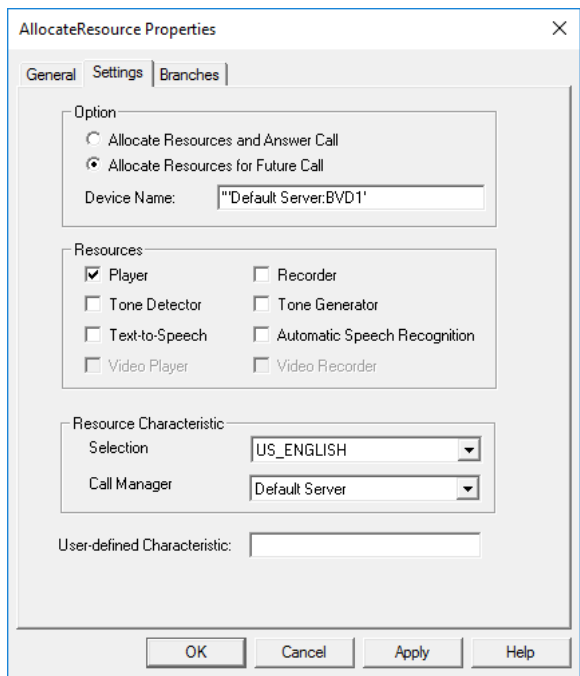 AllocateResource Properties
General Settings Branches
Option
Allocate Resources and Answer Call
Allocate Resources for Future Call
Device Name: "'Default Server:BVD1'
Resources
Player Recorder
Tone Detector Tone Generator
Text-to-Speech Automatic Speech Recognition
Video Player Video Recorder
Resource Characteristic
Selection US_ENGLISH
Call Manager Default Server
User-defined Characteristic:
OK Cancel Apply Help